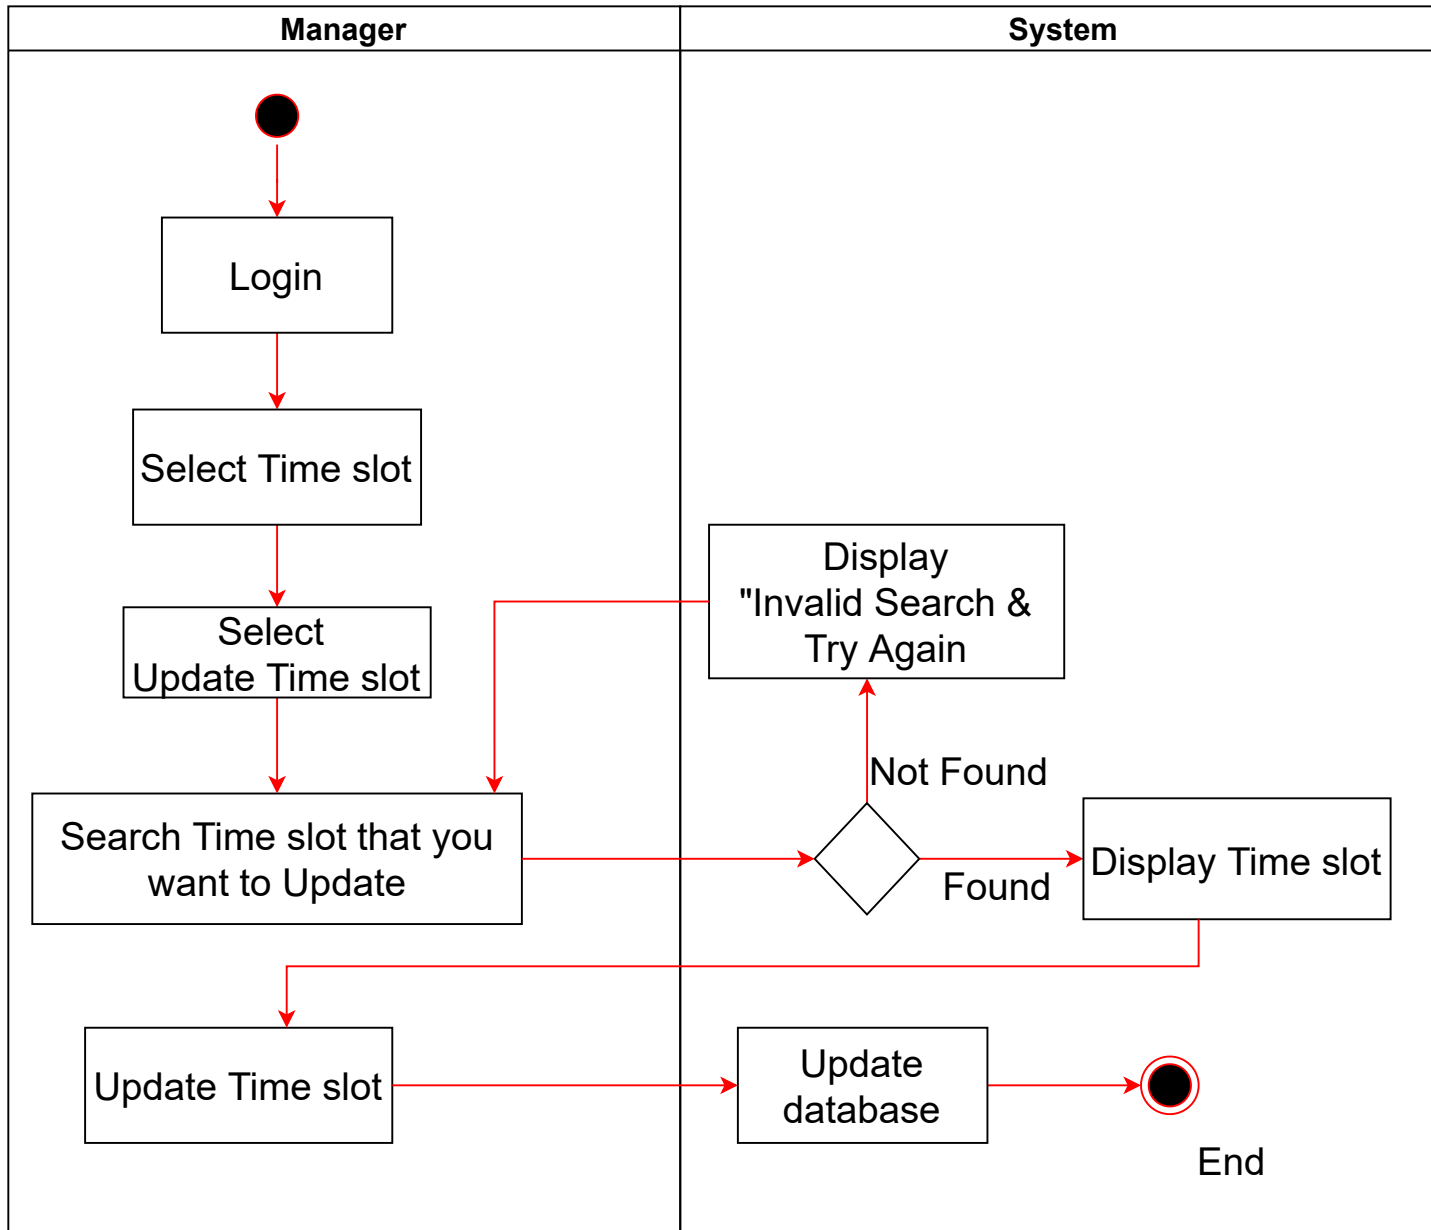 Manager
System
Login
Select Time slot
Select
Update Time slot
Display
"Invalid Search &
Try Again
Not Found
Search Time slot that you
want to Update
Found
Display Time slot
Update Time slot
Update
database
End